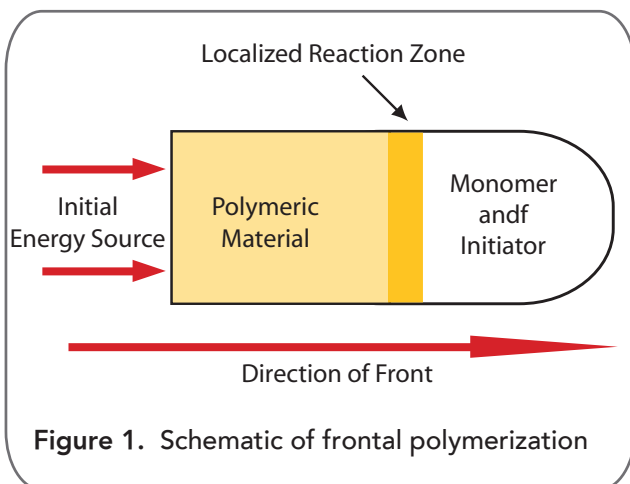 Localized Reaction Zone
Initial
Energy Source
Polymeric
Material
Monomer
andf
Initiator
Direction of Front
Figure 1. Schematic of frontal polymerization